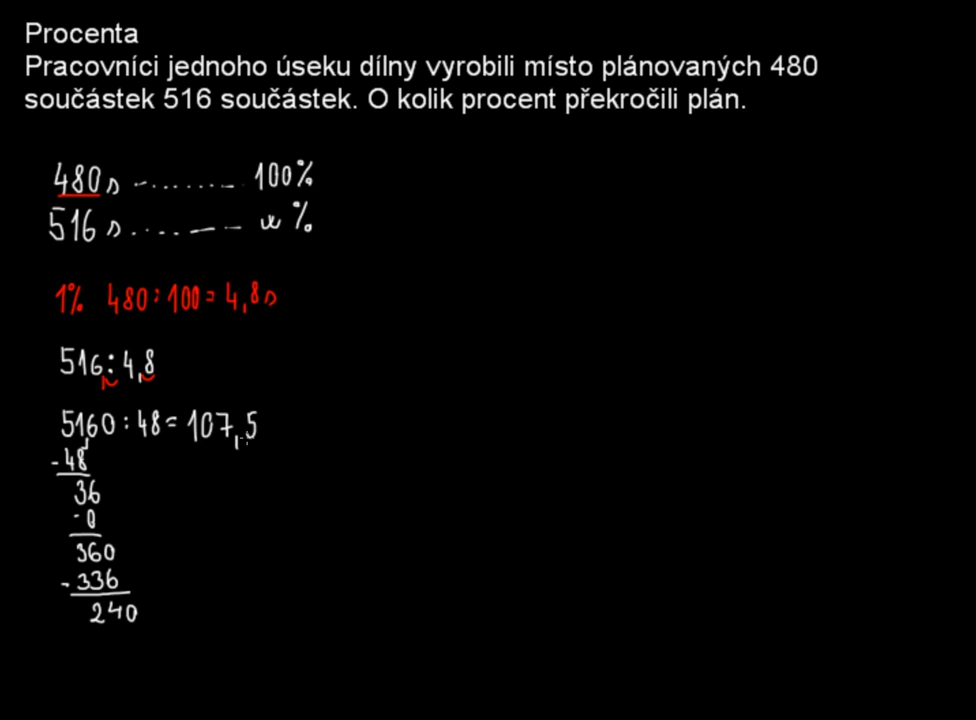 Procenta
Pracovníci jednoho úseku dílny vyrobili místo plánovaných 480
součástek 516 součástek. O kolik procent překročili plán.
480 s ........... 100%
516 s ........... x %
1% 480 : 100 = 4,8 s
516 : 4,8
5160 : 48 = 107,5
-48
36
-0
360
-336
240